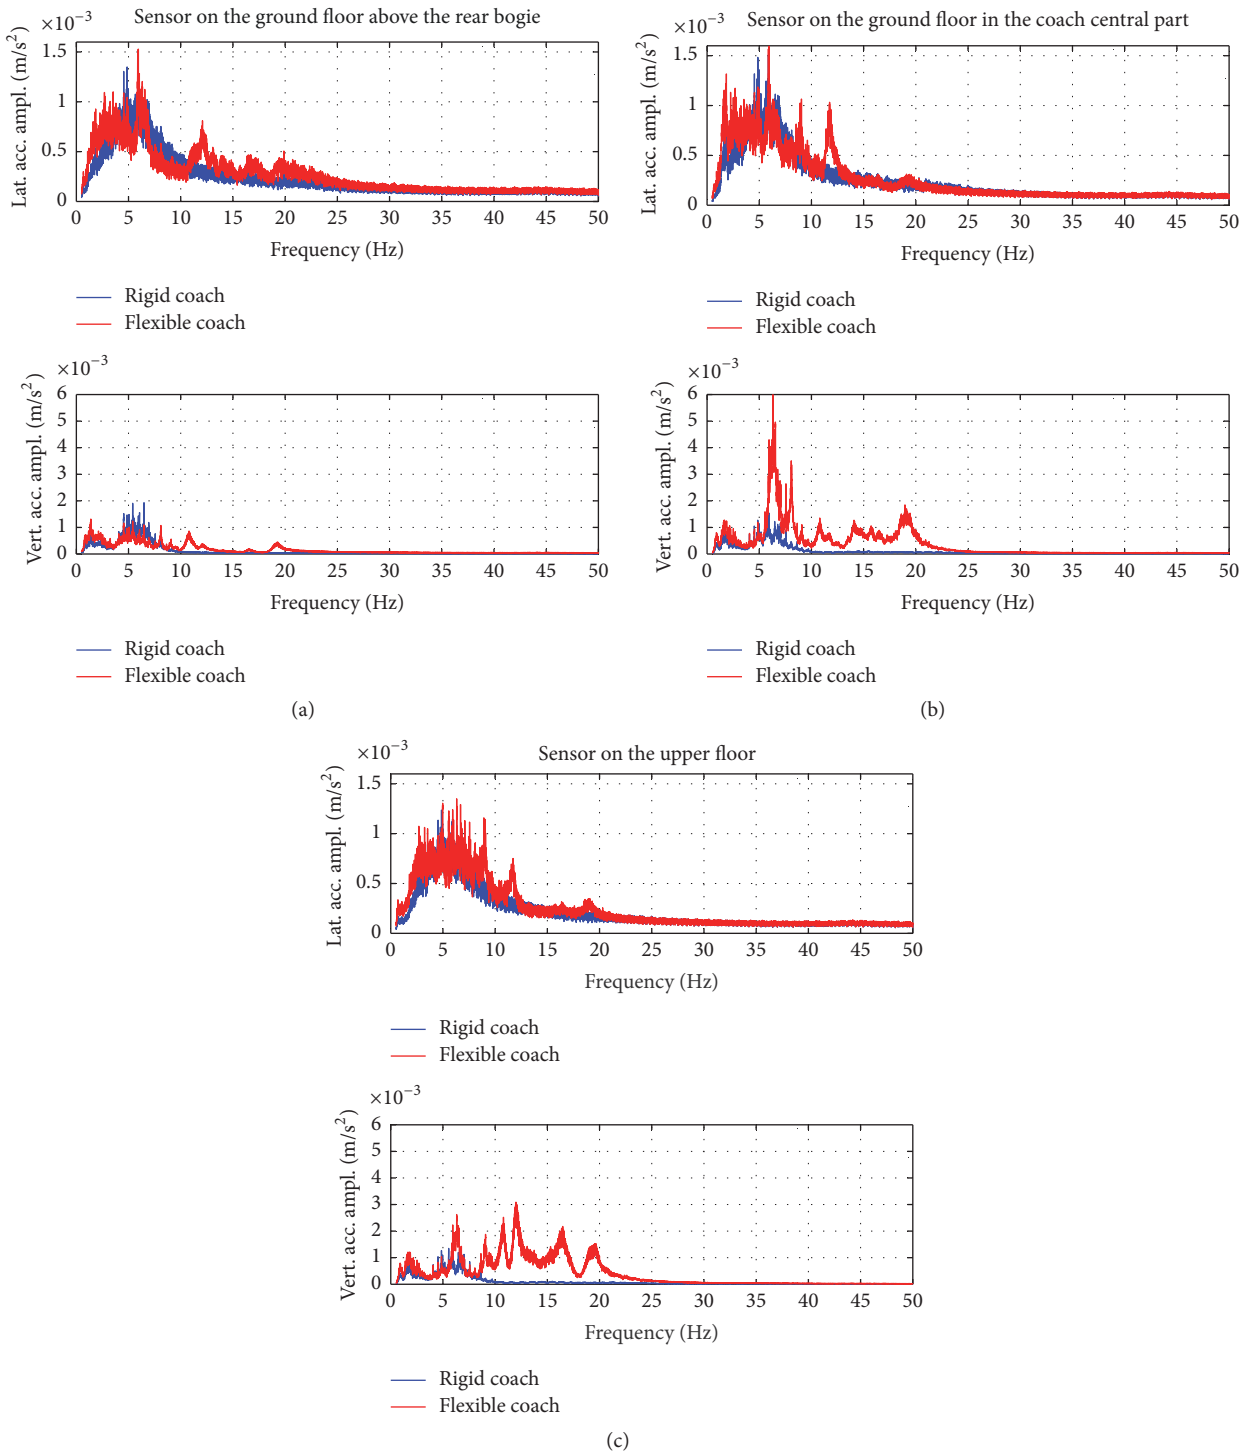 Sensor on the ground floor above the rear bogie
×10⁻³
Lat. acc. ampl. (m/s²)
1.5
1
0.5
0
0 5 10 15 20 25 30 35 40 45 50
Frequency (Hz)
Rigid coach
Flexible coach
×10⁻³
Vert. acc. ampl. (m/s²)
6
5
4
3
2
1
0
0 5 10 15 20 25 30 35 40 45 50
Frequency (Hz)
Rigid coach
Flexible coach
(a)
Sensor on the ground floor in the coach central part
×10⁻³
Lat. acc. ampl. (m/s²)
1.5
1
0.5
0
0 5 10 15 20 25 30 35 40 45 50
Frequency (Hz)
Rigid coach
Flexible coach
×10⁻³
Vert. acc. ampl. (m/s²)
6
5
4
3
2
1
0
0 5 10 15 20 25 30 35 40 45 50
Frequency (Hz)
Rigid coach
Flexible coach
(b)
Sensor on the upper floor
×10⁻³
Lat. acc. ampl. (m/s²)
1.5
1
0.5
0
0 5 10 15 20 25 30 35 40 45 50
Frequency (Hz)
Rigid coach
Flexible coach
×10⁻³
Vert. acc. ampl. (m/s²)
6
5
4
3
2
1
0
0 5 10 15 20 25 30 35 40 45 50
Frequency (Hz)
Rigid coach
Flexible coach
(c)